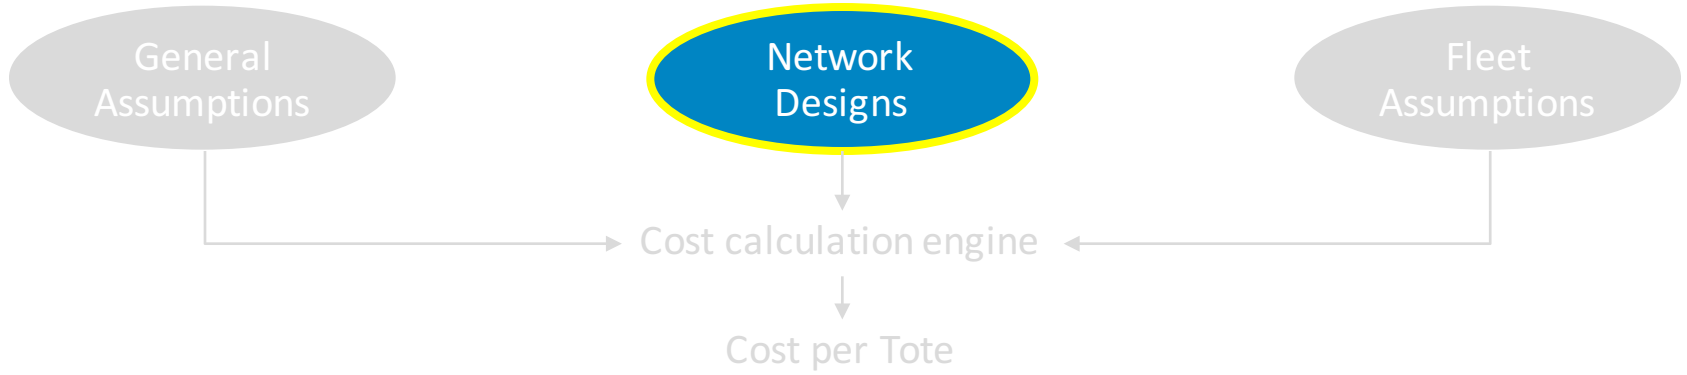 General
Assumptions
Network
Designs
Fleet
Assumptions
Cost calculation engine
Cost per Tote